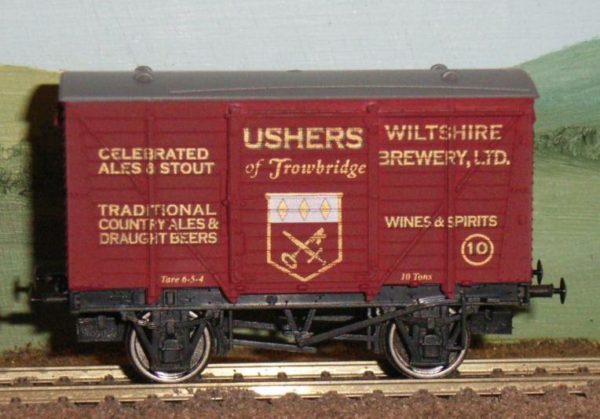 CELEBRATED
ALES & STOUT
TRADITIONAL
COUNTRY ALES &
DRAUGHT BEERS
Tare 6-5-4
USHERS
of Trowbridge
WILTSHIRE
BREWERY, LTD.
WINES & SPIRITS
10
10 Tons